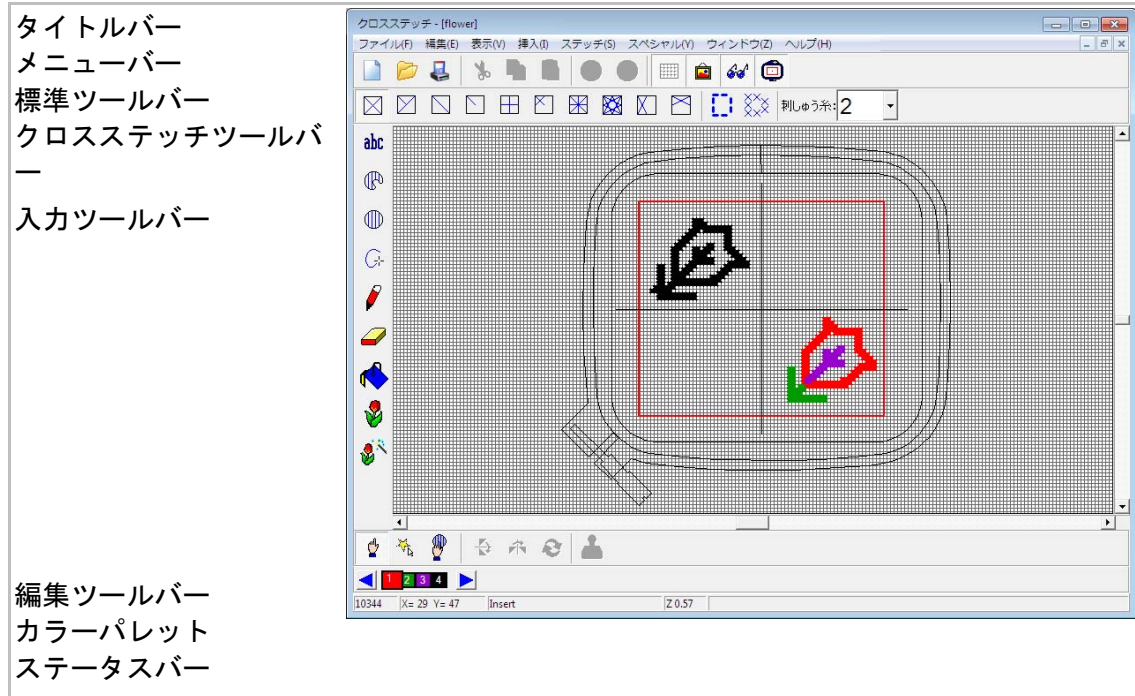 タイトルバー
メニューバー
標準ツールバー
クロスステッチツールバ
ー
入力ツールバー
編集ツールバー
カラーパレット
ステータスバー
クロスステッチ - [flower]
ファイル(F) 編集(E) 表示(V) 挿入(I) ステッチ(S) スペシャル(Y) ウィンドウ(Z) ヘルプ(H)
刺しゅう糸: 2
abc
1 2 3 4
10344 X= 29 Y= 47 Insert Z 0.57